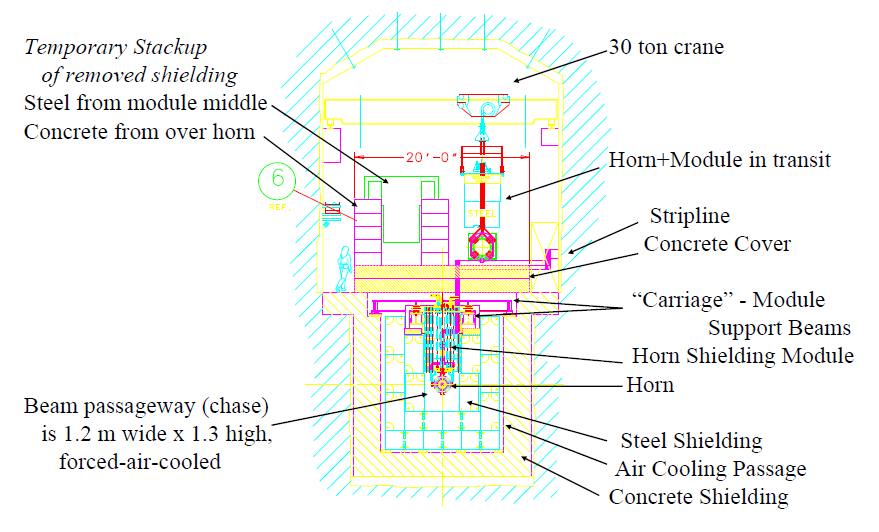 Temporary Stackup
of removed shielding
Steel from module middle
Concrete from over horn
30 ton crane
20'-0"
6
REF
Horn+Module in transit
STEEL
Stripline
Concrete Cover
“Carriage” - Module
Support Beams
Horn Shielding Module
Horn
Beam passageway (chase)
is 1.2 m wide x 1.3 high,
forced-air-cooled
Steel Shielding
Air Cooling Passage
Concrete Shielding